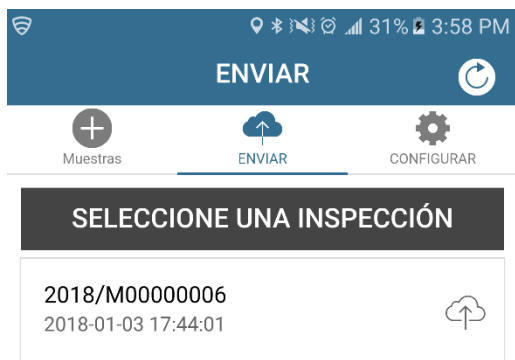 31% 3:58 PM
ENVIAR
Muestras ENVIAR CONFIGURAR
SELECCIONE UNA INSPECCIÓN
2018/M00000006
2018-01-03 17:44:01